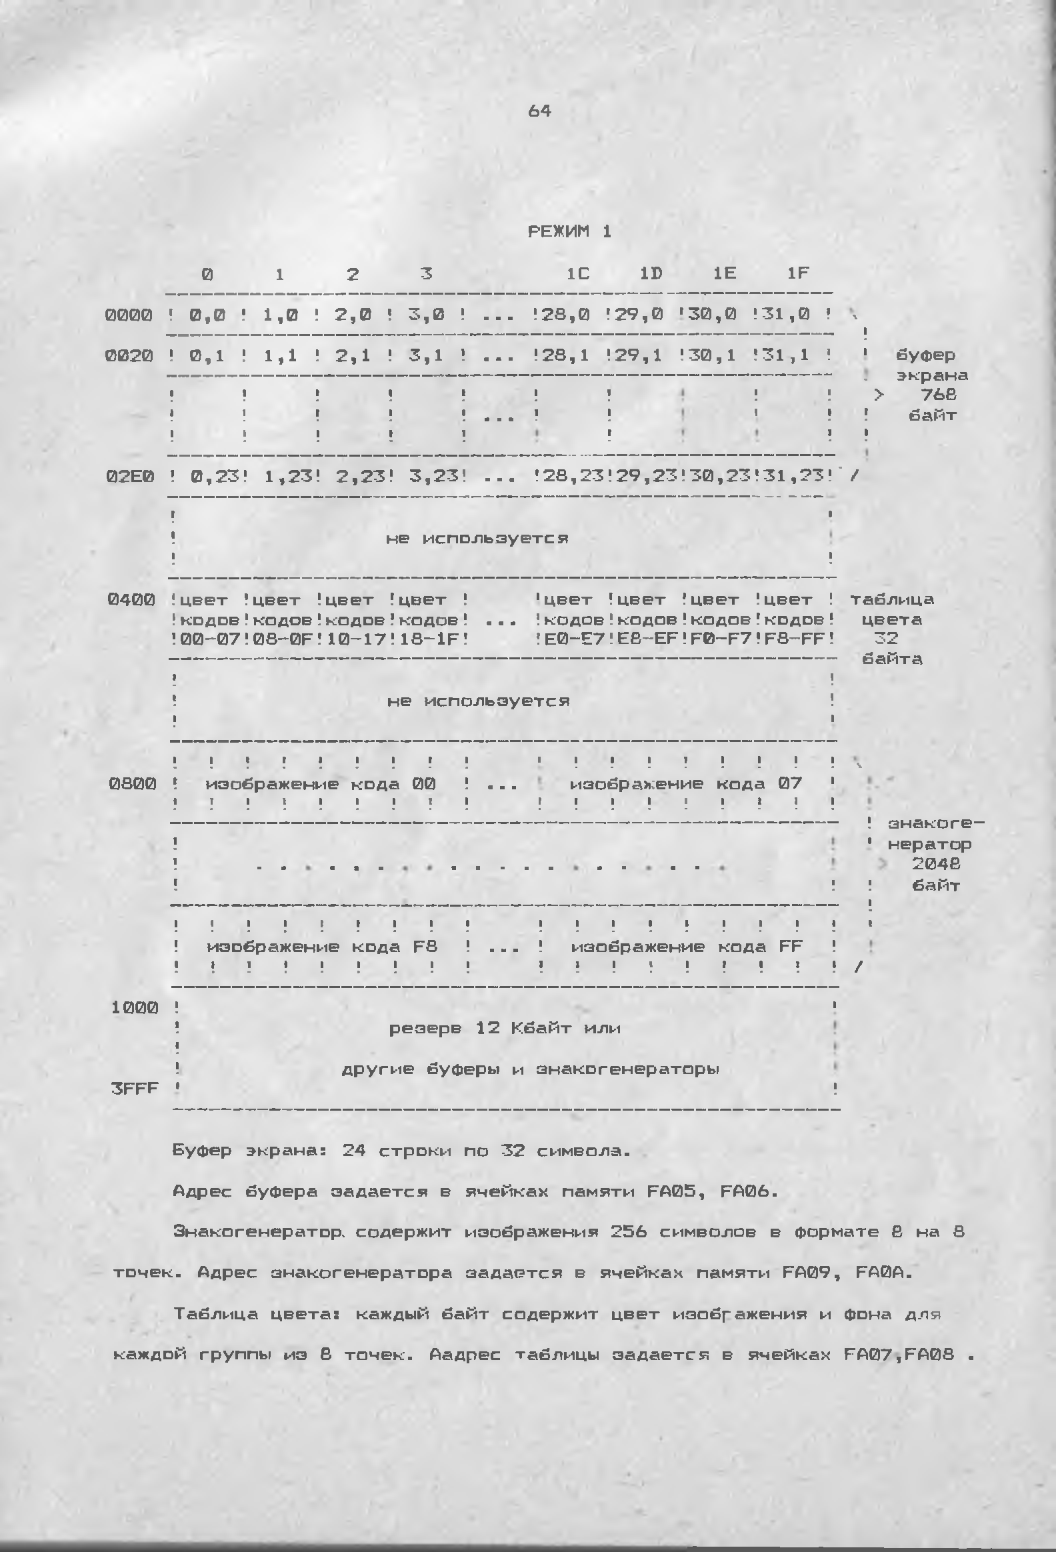 64
РЕЖИМ 1
0 1 2 3 1C 1D 1E 1F
0000 ! 0,0 ! 1,0 ! 2,0 ! 3,0 ! ... !28,0 !29,0 !30,0 !31,0 ! \
0020 ! 0,1 ! 1,1 ! 2,1 ! 3,1 ! ... !28,1 !29,1 !30,1 !31,1 ! ! буфер
экрана
! ! ! ! ! ! ! ! ! ! > 768
! ! ! ! ! ... ! ! ! ! ! ! байт
! ! ! ! ! ! ! ! ! ! !
02E0 ! 0,23! 1,23! 2,23! 3,23! ... !28,23!29,23!30,23!31,23! /
! !
! не используется
! !
0400 !цвет !цвет !цвет !цвет ! !цвет !цвет !цвет !цвет ! таблица
!кодов!кодов!кодов!кодов! ... !кодов!кодов!кодов!кодов! цвета
!00-07!08-0F!10-17!18-1F! !E0-E7!E8-EF!F0-F7!F8-FF! 32
байта
! !
! не используется !
! !
! ! ! ! ! ! ! ! ! ! ! ! ! ! ! ! ! ! \
0800 ! изображение кода 00 ! ... ! изображение кода 07 ! !
! ! ! ! ! ! ! ! ! ! ! ! ! ! ! ! ! !
! знакоге-
! ! ! нератор
! . . . . . . . . . . . . . . . . . . . . ! > 2048
! ! ! байт
!
! ! ! ! ! ! ! ! ! ! ! ! ! ! ! ! ! ! !
! изображение кода F8 ! ... ! изображение кода FF ! !
! ! ! ! ! ! ! ! ! ! ! ! ! ! ! ! ! ! /
1000 ! !
! резерв 12 Кбайт или !
! !
! другие буферы и знакогенераторы !
3FFF ! !
Буфер экрана: 24 строки по 32 символа.
Адрес буфера задается в ячейках памяти FA05, FA06.
Знакогенератор. содержит изображения 256 символов в формате 8 на 8
точек. Адрес знакогенератора задается в ячейках памяти FA09, FA0A.
Таблица цвета: каждый байт содержит цвет изображения и фона для
каждой группы из 8 точек. Аадрес таблицы задается в ячейках FA07,FA08 .